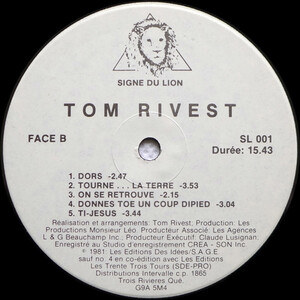 SIGNE DU LION
TOM RIVEST
FACE B
SL 001
Durée: 15.43
1. DORS -2.47
2. TOURNE . . . LA TERRE -3.53
3. ON SE RETROUVE -2.15
4. DONNES TOE UN COUP DIPIED -3.04
5. TI-JESUS -3.44
Réalisation et arrangements: Tom Rivest; Production: Les
Productions Monsieur Léo. Producteur Associé: Les Agences
L & G Beauchamp Inc.; Producteur Exécutif: Claude Lusignan;
Enregistré au Studio d'enregistrement CREA - SON Inc.
℗ 1981: Les Editions Des Idées/S.A.G.E.
sauf no. 4 en co-édition avec les Editions
Les Trente Trois Tours (SDE-PRO)
Distributions Intervalle c.p. 1865
Trois Rivieres Qué.
G9A 5M4